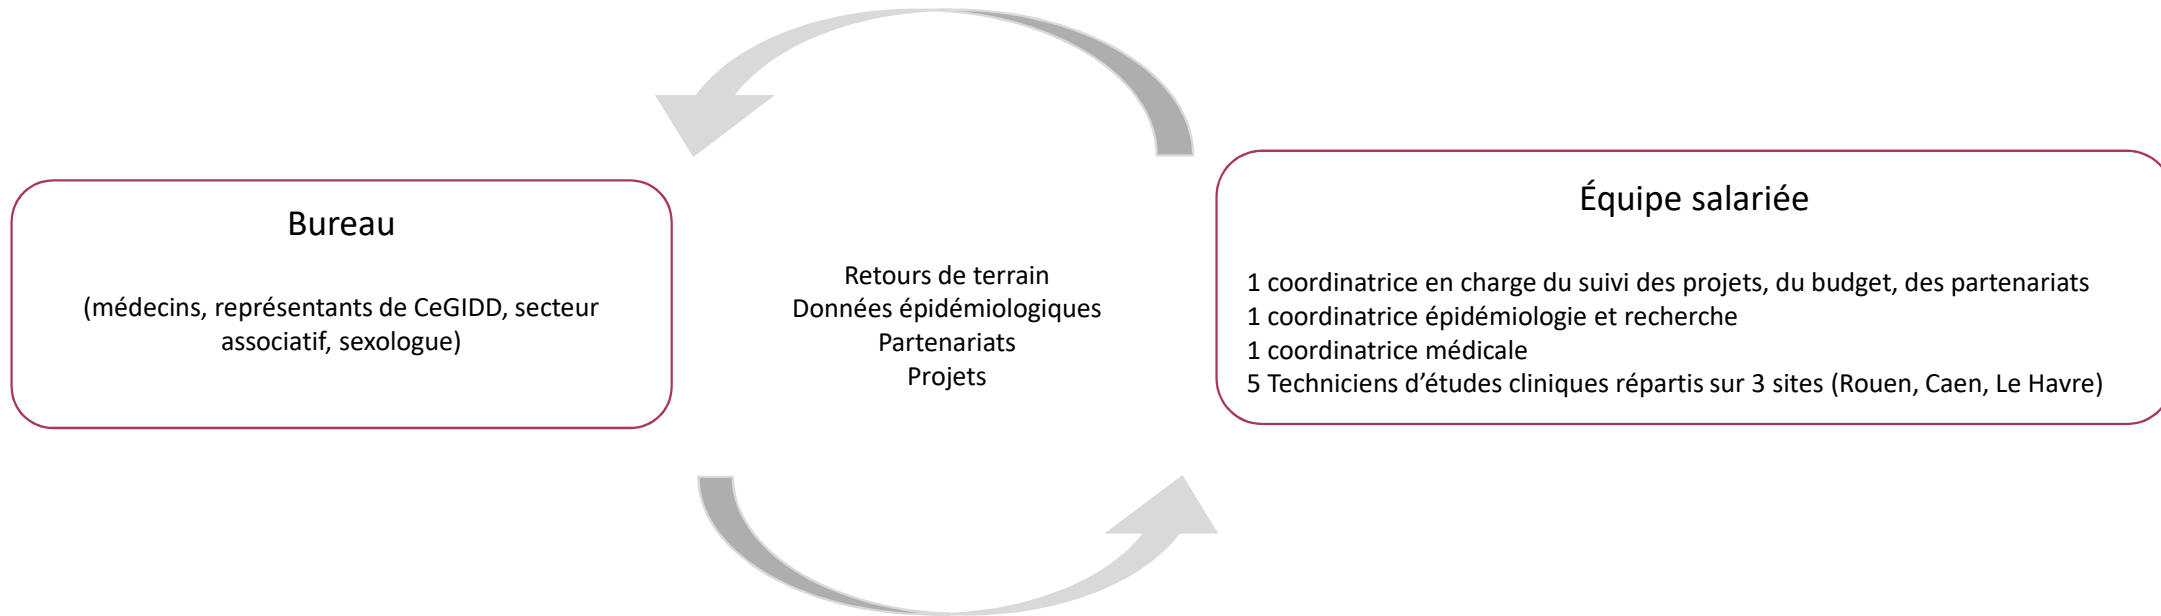 Bureau
(médecins, représentants de CeGIDD, secteur
associatif, sexologue)
Retours de terrain
Données épidémiologiques
Partenariats
Projets
Équipe salariée
1 coordinatrice en charge du suivi des projets, du budget, des partenariats
1 coordinatrice épidémiologie et recherche
1 coordinatrice médicale
5 Techniciens d’études cliniques répartis sur 3 sites (Rouen, Caen, Le Havre)